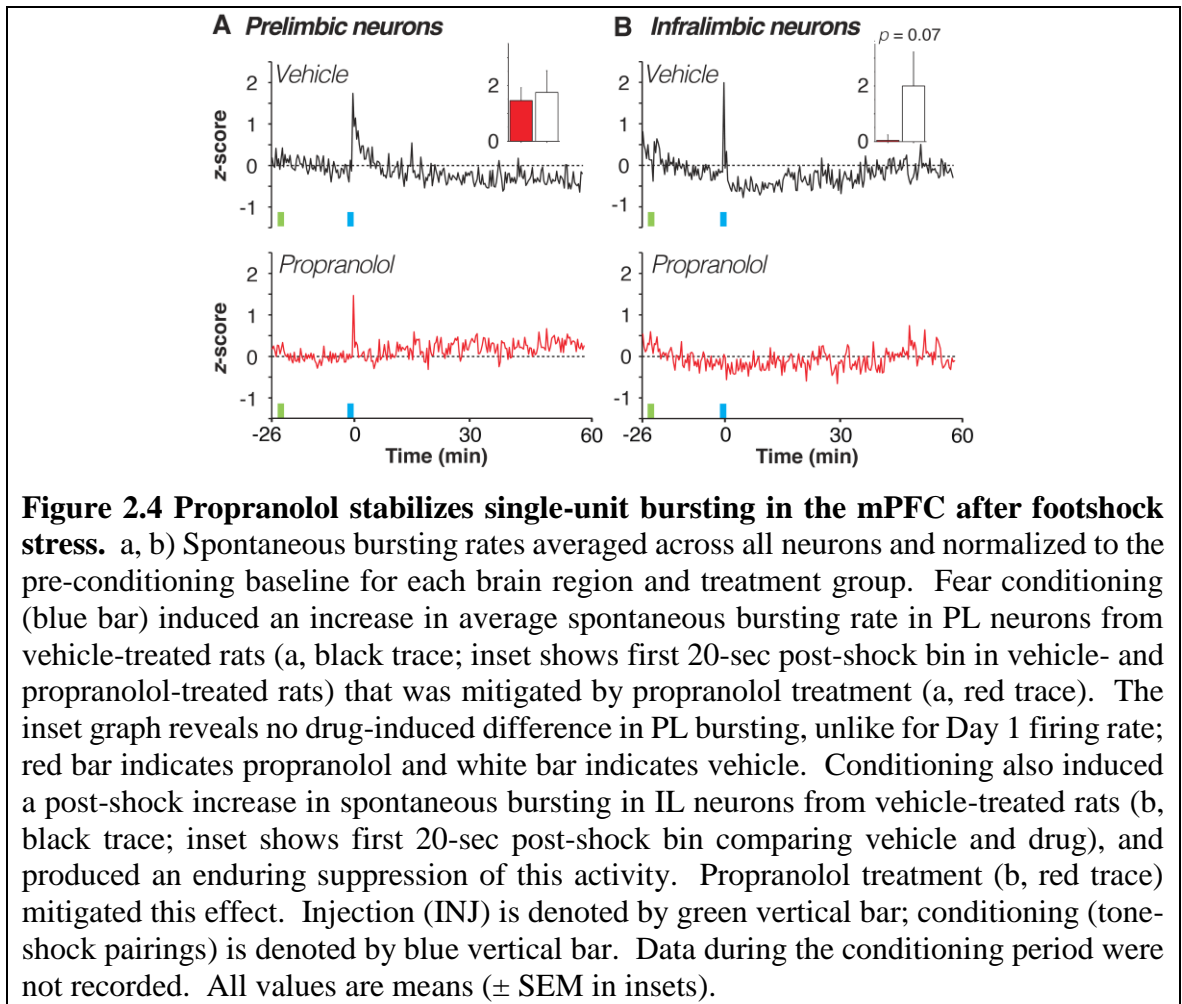 A Prelimbic neurons
B Infralimbic neurons
p = 0.07
Vehicle
2
1
0
-1
z-score
2
0
Vehicle
2
1
0
-1
z-score
2
0
Propranolol
2
1
0
-1
z-score
-26 0 30 60
Time (min)
Propranolol
2
1
0
-1
z-score
-26 0 30 60
Time (min)
Figure 2.4 Propranolol stabilizes single-unit bursting in the mPFC after footshock
stress. a, b) Spontaneous bursting rates averaged across all neurons and normalized to the
pre-conditioning baseline for each brain region and treatment group. Fear conditioning
(blue bar) induced an increase in average spontaneous bursting rate in PL neurons from
vehicle-treated rats (a, black trace; inset shows first 20-sec post-shock bin in vehicle- and
propranolol-treated rats) that was mitigated by propranolol treatment (a, red trace). The
inset graph reveals no drug-induced difference in PL bursting, unlike for Day 1 firing rate;
red bar indicates propranolol and white bar indicates vehicle. Conditioning also induced
a post-shock increase in spontaneous bursting in IL neurons from vehicle-treated rats (b,
black trace; inset shows first 20-sec post-shock bin comparing vehicle and drug), and
produced an enduring suppression of this activity. Propranolol treatment (b, red trace)
mitigated this effect. Injection (INJ) is denoted by green vertical bar; conditioning (tone-
shock pairings) is denoted by blue vertical bar. Data during the conditioning period were
not recorded. All values are means (± SEM in insets).